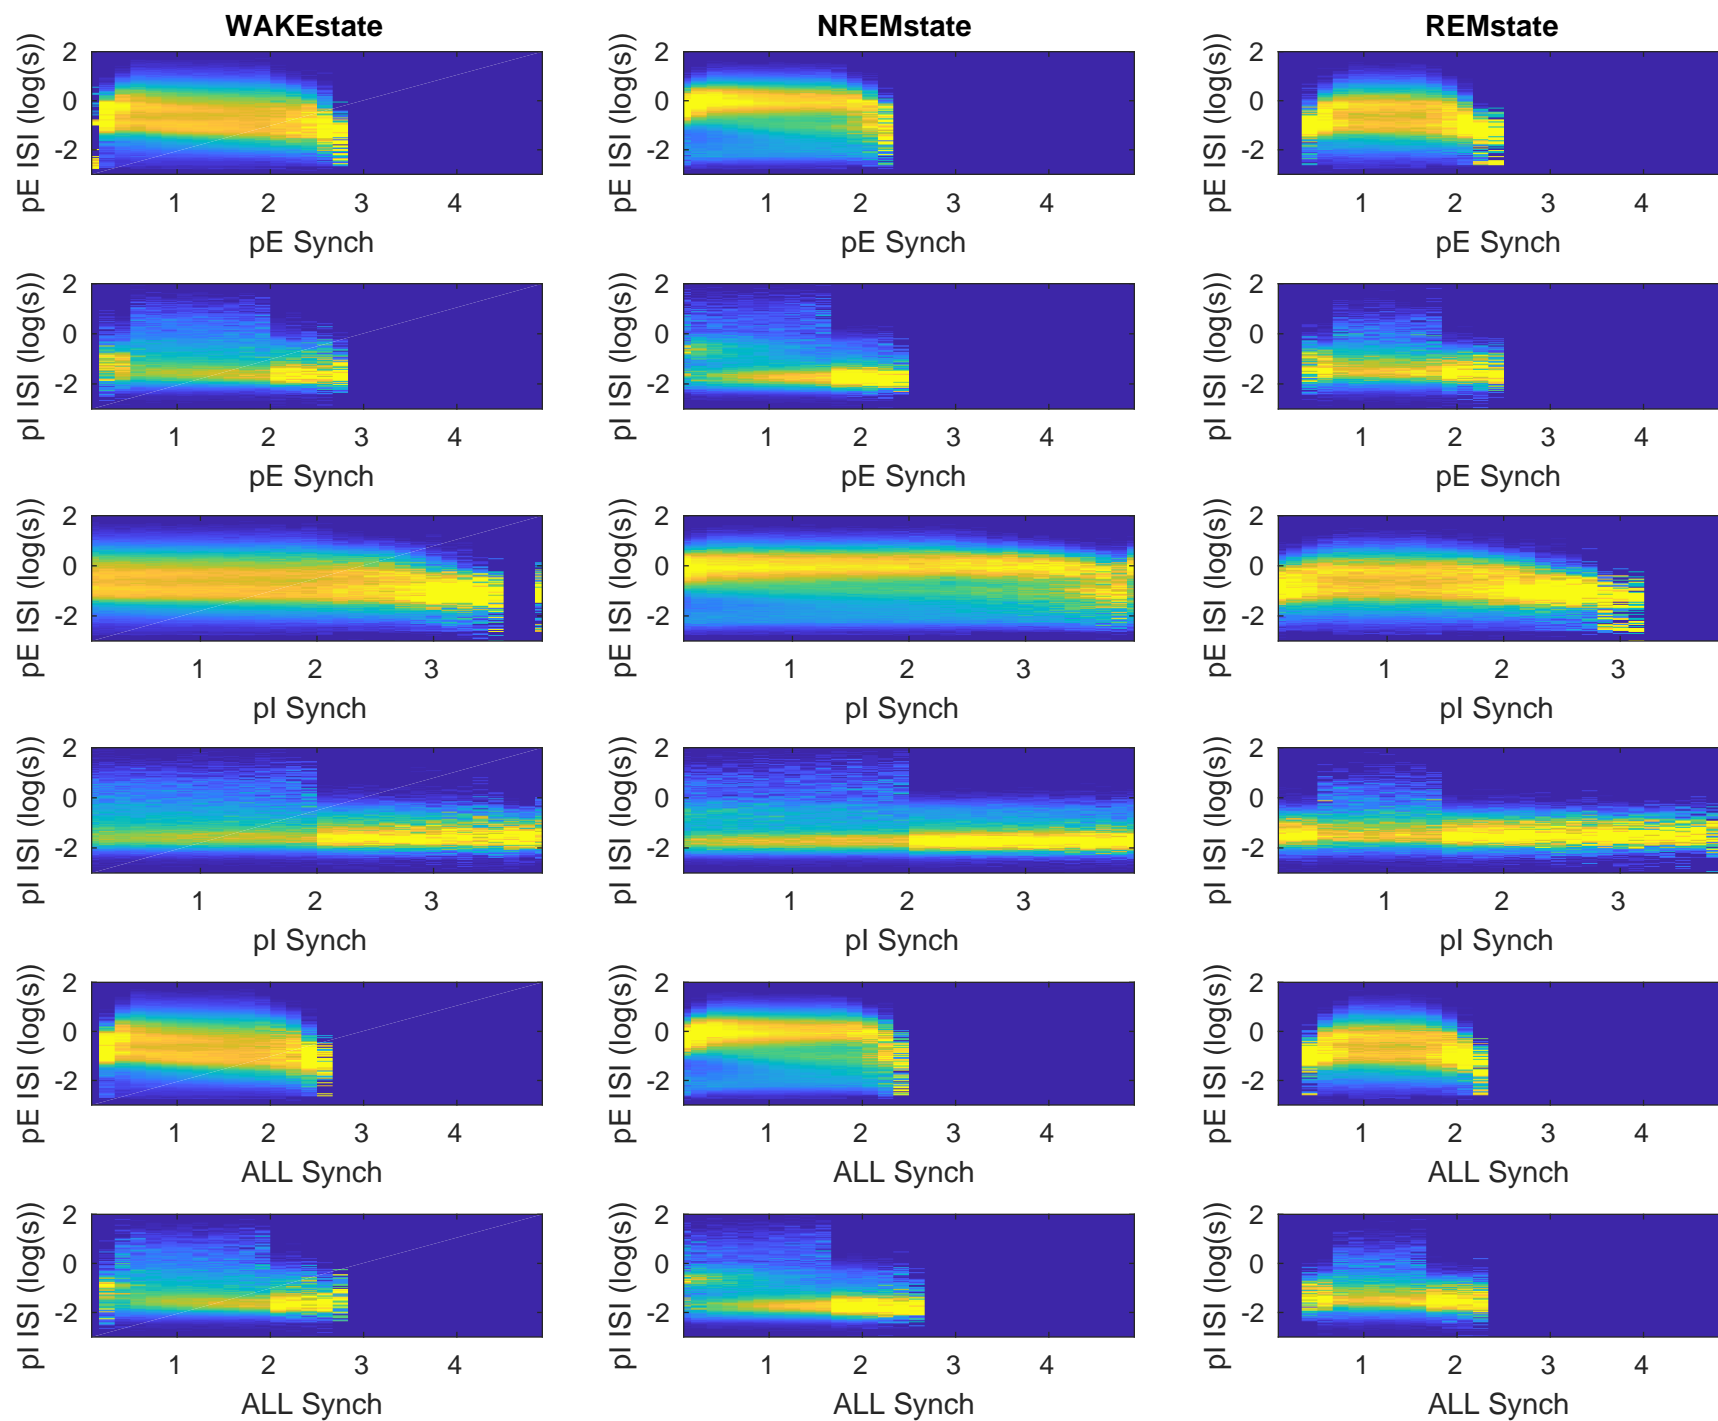 WAKEstate NREMstate REMstate
pE ISI (log(s)) 2 0 -2 pE ISI (log(s)) 2 0 -2 pE ISI (log(s)) 2 0 -2
1 2 3 4 1 2 3 4 1 2 3 4
pE Synch pE Synch pE Synch
pI ISI (log(s)) 2 0 -2 pI ISI (log(s)) 2 0 -2 pI ISI (log(s)) 2 0 -2
1 2 3 4 1 2 3 4 1 2 3 4
pE Synch pE Synch pE Synch
pE ISI (log(s)) 2 0 -2 pE ISI (log(s)) 2 0 -2 pE ISI (log(s)) 2 0 -2
1 2 3 1 2 3 1 2 3
pI Synch pI Synch pI Synch
pI ISI (log(s)) 2 0 -2 pI ISI (log(s)) 2 0 -2 pI ISI (log(s)) 2 0 -2
1 2 3 1 2 3 1 2 3
pI Synch pI Synch pI Synch
pE ISI (log(s)) 2 0 -2 pE ISI (log(s)) 2 0 -2 pE ISI (log(s)) 2 0 -2
1 2 3 4 1 2 3 4 1 2 3 4
ALL Synch ALL Synch ALL Synch
pI ISI (log(s)) 2 0 -2 pI ISI (log(s)) 2 0 -2 pI ISI (log(s)) 2 0 -2
1 2 3 4 1 2 3 4 1 2 3 4
ALL Synch ALL Synch ALL Synch